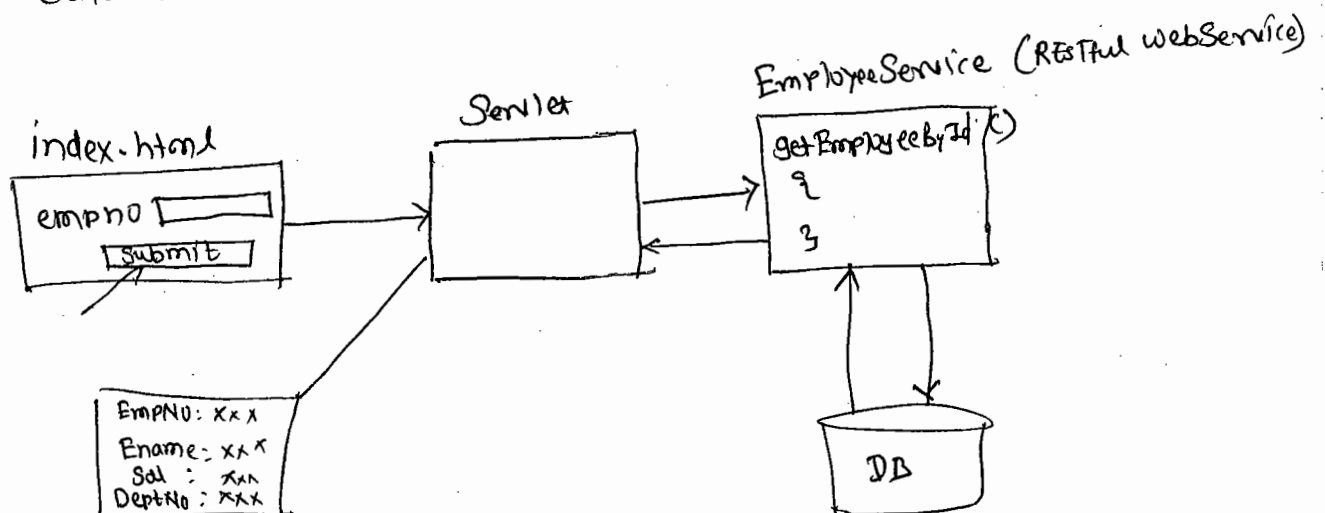 EmployeeService (RESTful WebService)
Servlet
index.html
getEmployeeById()
{
}
empno
submit
EmpNo: xxx
Ename: xxx
Sal : xxx
DeptNo: xxx
DB